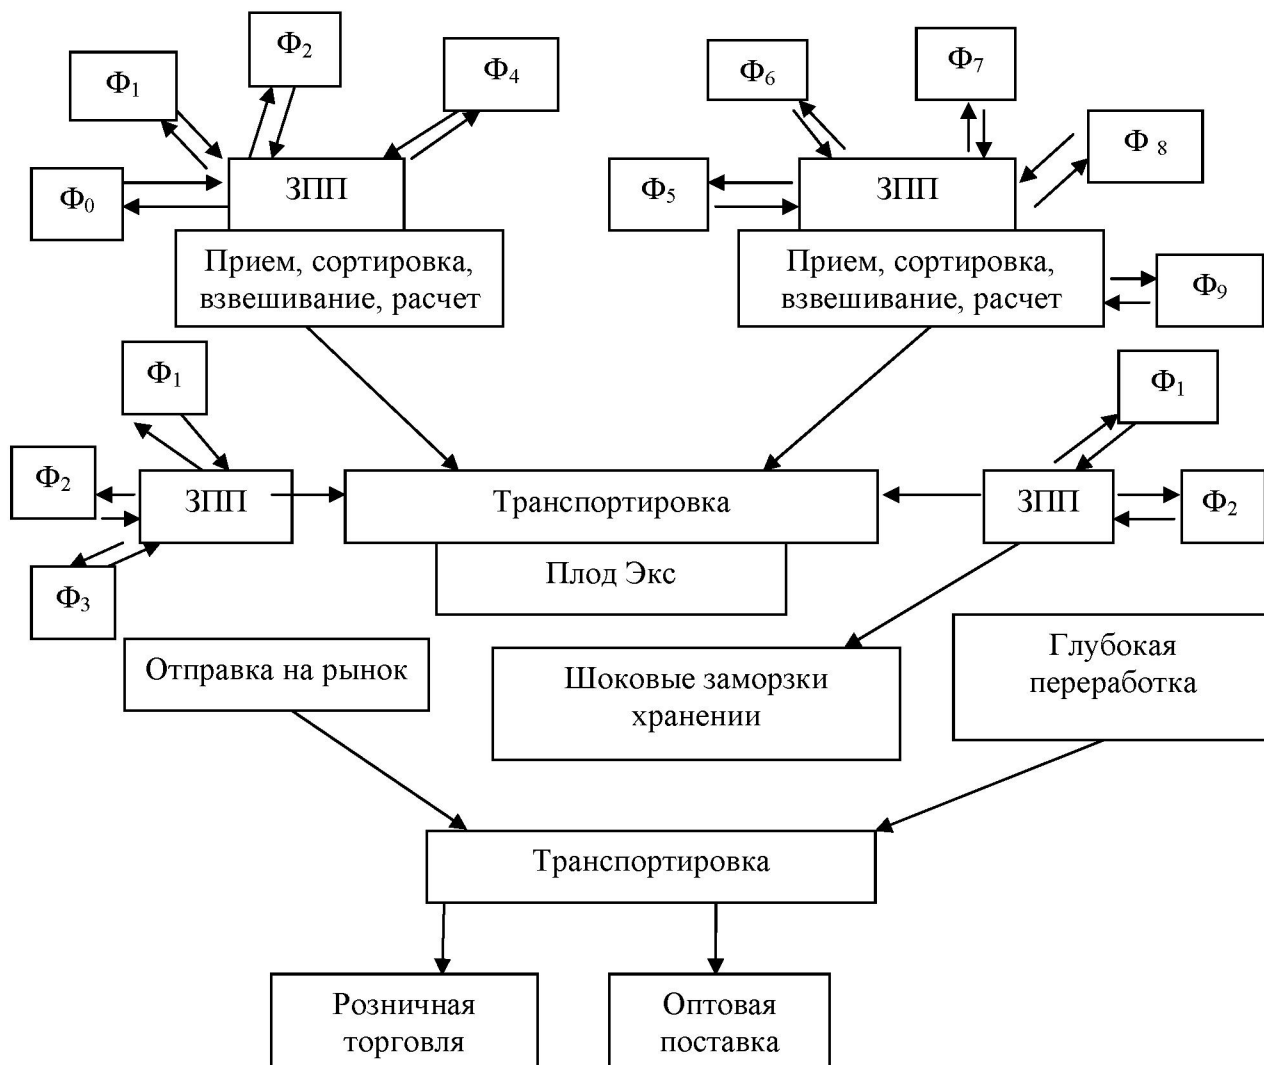 Ф1
Ф2
Ф4
Ф6
Ф7
Ф 8
Ф0
ЗПП
Ф5
ЗПП
Прием, сортировка,
взвешивание, расчет
Прием, сортировка,
взвешивание, расчет
Ф9
Ф1
Ф1
Ф2
ЗПП
Транспортировка
ЗПП
Ф2
Плод Экс
Ф3
Отправка на рынок
Шоковые заморзки
хранении
Глубокая
переработка
Транспортировка
Розничная
торговля
Оптовая
поставка